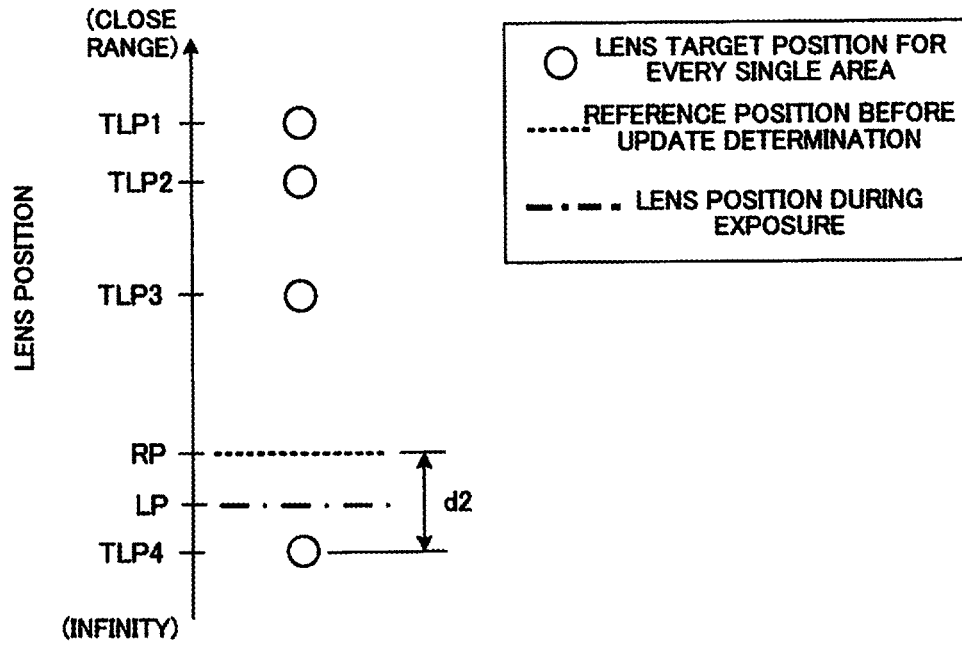 (CLOSE
RANGE)
TLP1
TLP2
TLP3
RP
LP
TLP4
(INFINITY)
LENS POSITION
d2
LENS TARGET POSITION FOR
EVERY SINGLE AREA
REFERENCE POSITION BEFORE
UPDATE DETERMINATION
LENS POSITION DURING
EXPOSURE